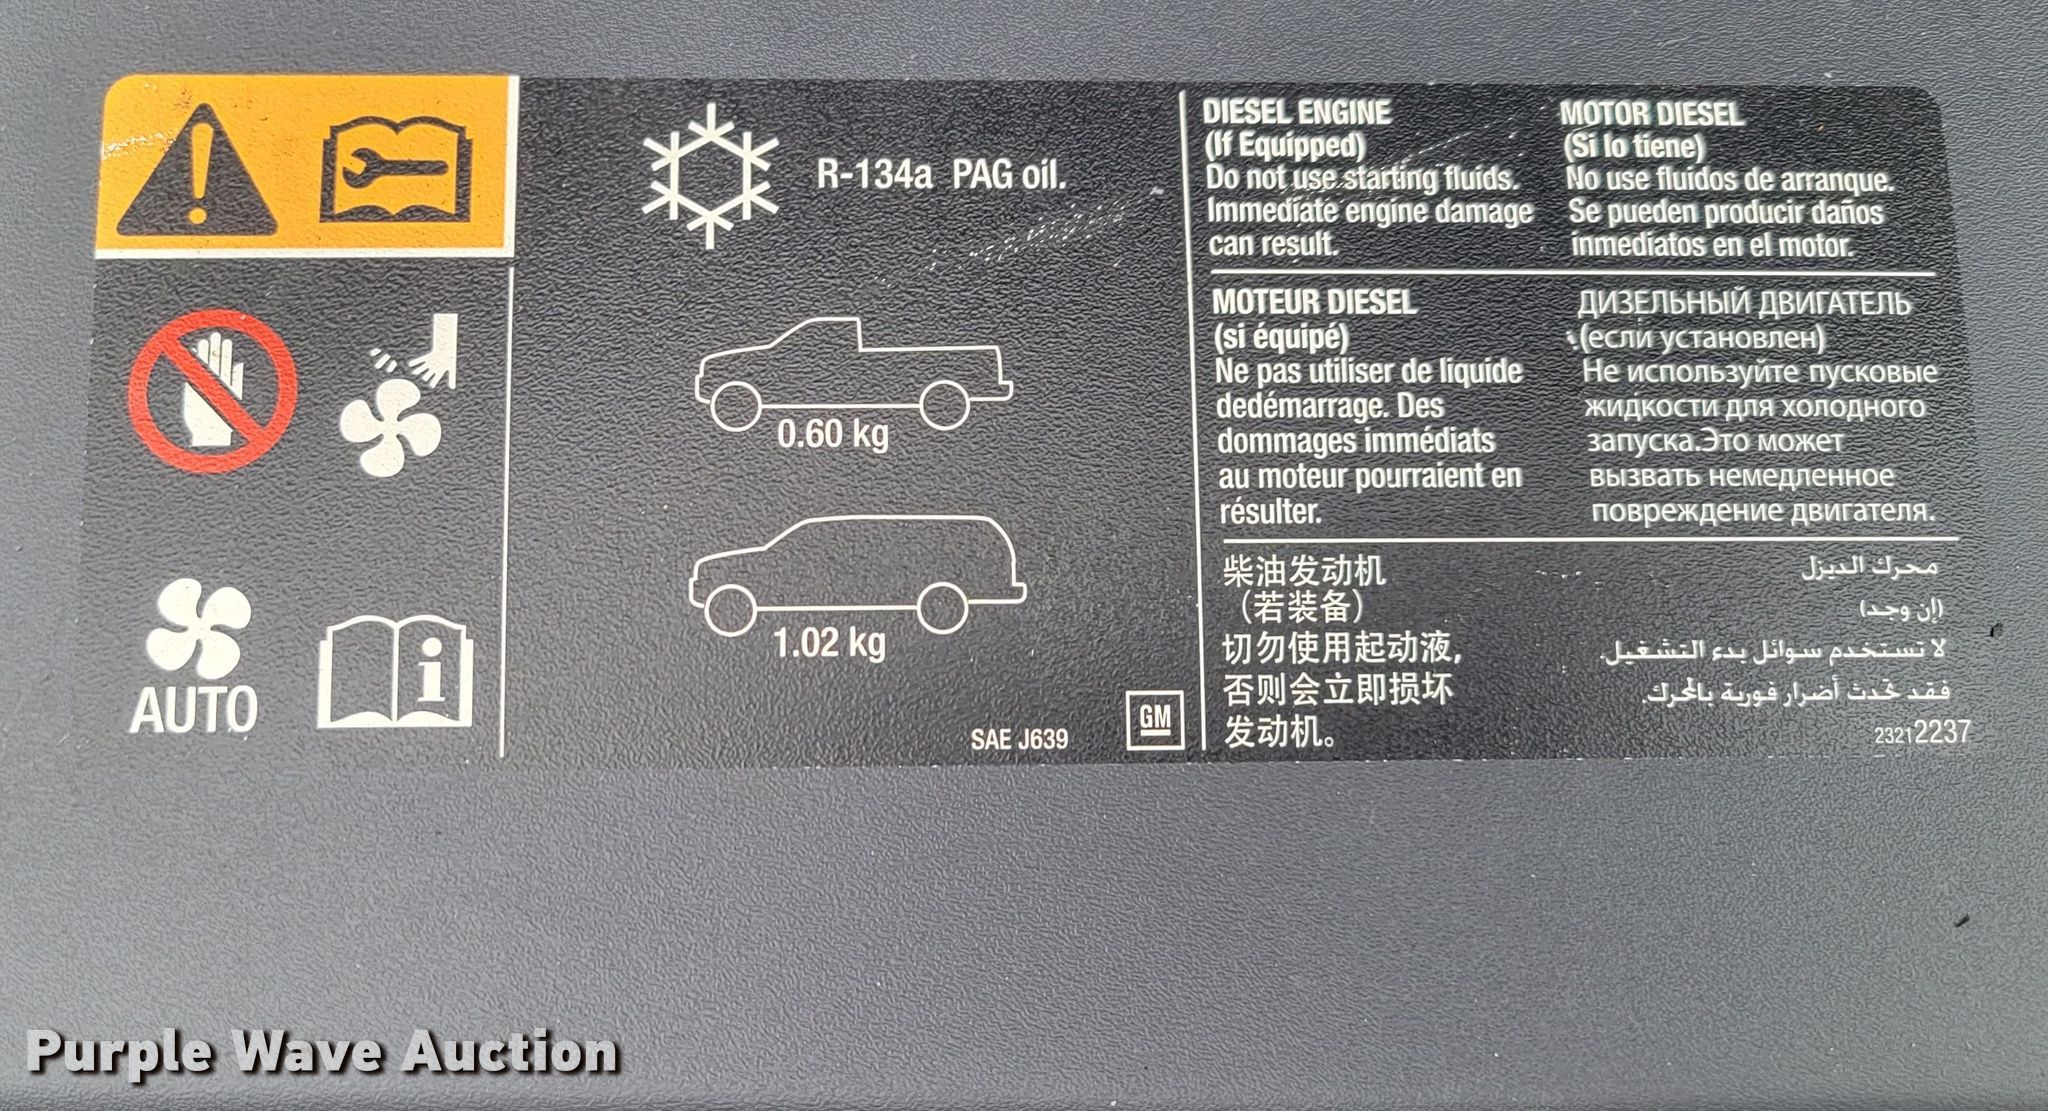 R-134a PAG oil.
0.60 kg
1.02 kg
AUTO
SAE J639
GM
DIESEL ENGINE
(If Equipped)
Do not use starting fluids.
Immediate engine damage
can result.
MOTOR DIESEL
(Si lo tiene)
No use fluidos de arranque.
Se pueden producir daños
inmediatos en el motor.
MOTEUR DIESEL
(si équipé)
Ne pas utiliser de liquide
dedémarrage. Des
dommages immédiats
au moteur pourraient en
résulter.
ДИЗЕЛЬНЫЙ ДВИГАТЕЛЬ
(если установлен)
Не используйте пусковые
жидкости для холодного
запуска.Это может
вызвать немедленное
повреждение двигателя.
柴油发动机
（若装备）
切勿使用起动液,
否则会立即损坏
发动机。
محرك الديزل
(إن وجد)
لا تستخدم سوائل بدء التشغيل.
فقد تحدث أضرار فورية بالمحرك.
23212237
Purple Wave Auction